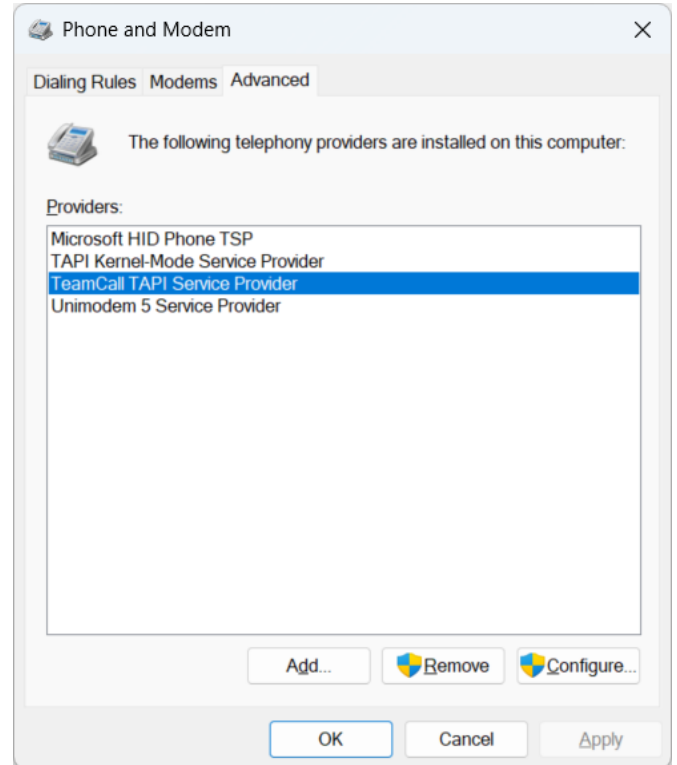 Phone and Modem
Dialing Rules Modems Advanced
The following telephony providers are installed on this computer:
Providers:
Microsoft HID Phone TSP
TAPI Kernel-Mode Service Provider
TeamCall TAPI Service Provider
Unimodem 5 Service Provider
Add... Remove Configure...
OK Cancel Apply